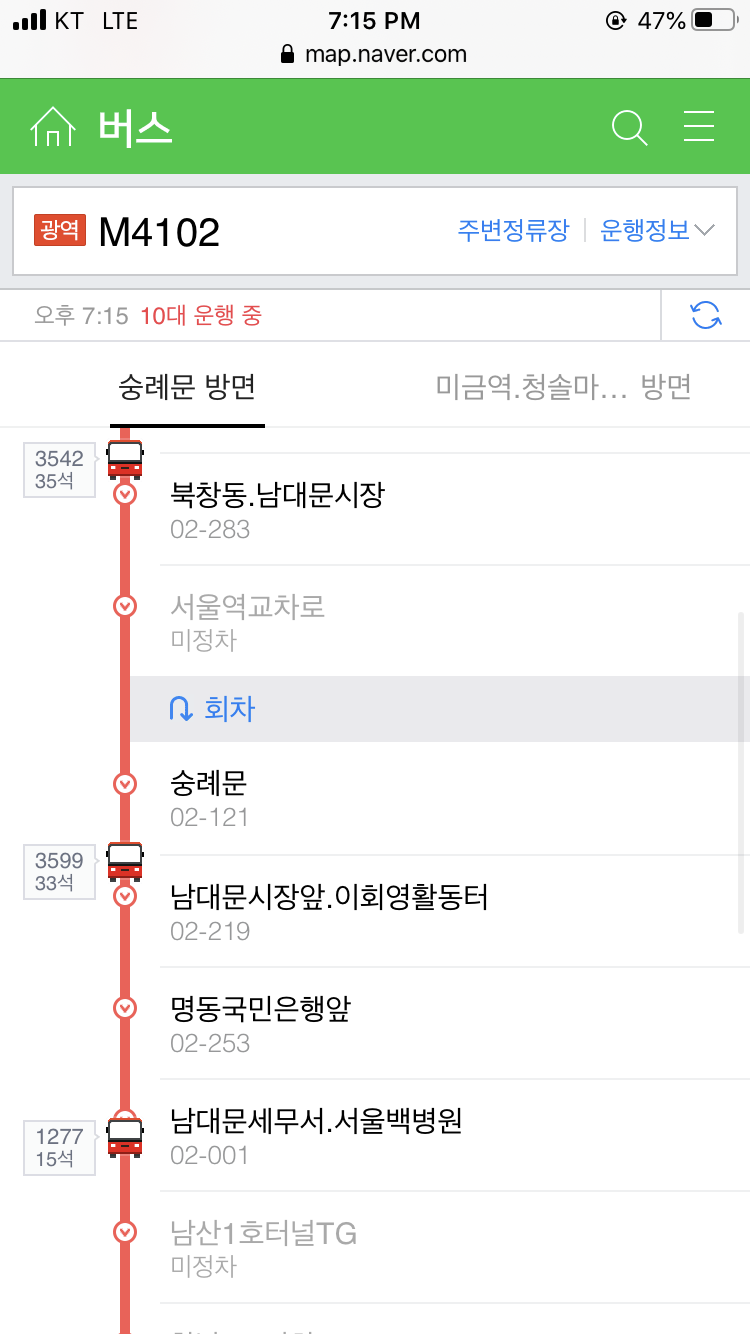 KT LTE 7:15 PM 47%
map.naver.com
버스
광역 M4102 주변정류장 운행정보
오후 7:15 10대 운행 중
숭례문 방면 미금역.청솔마... 방면
3542
35석
북창동.남대문시장
02-283
서울역교차로
미정차
회차
숭례문
02-121
3599
33석
남대문시장앞.이회영활동터
02-219
명동국민은행앞
02-253
1277
15석
남대문세무서.서울백병원
02-001
남산1호터널TG
미정차